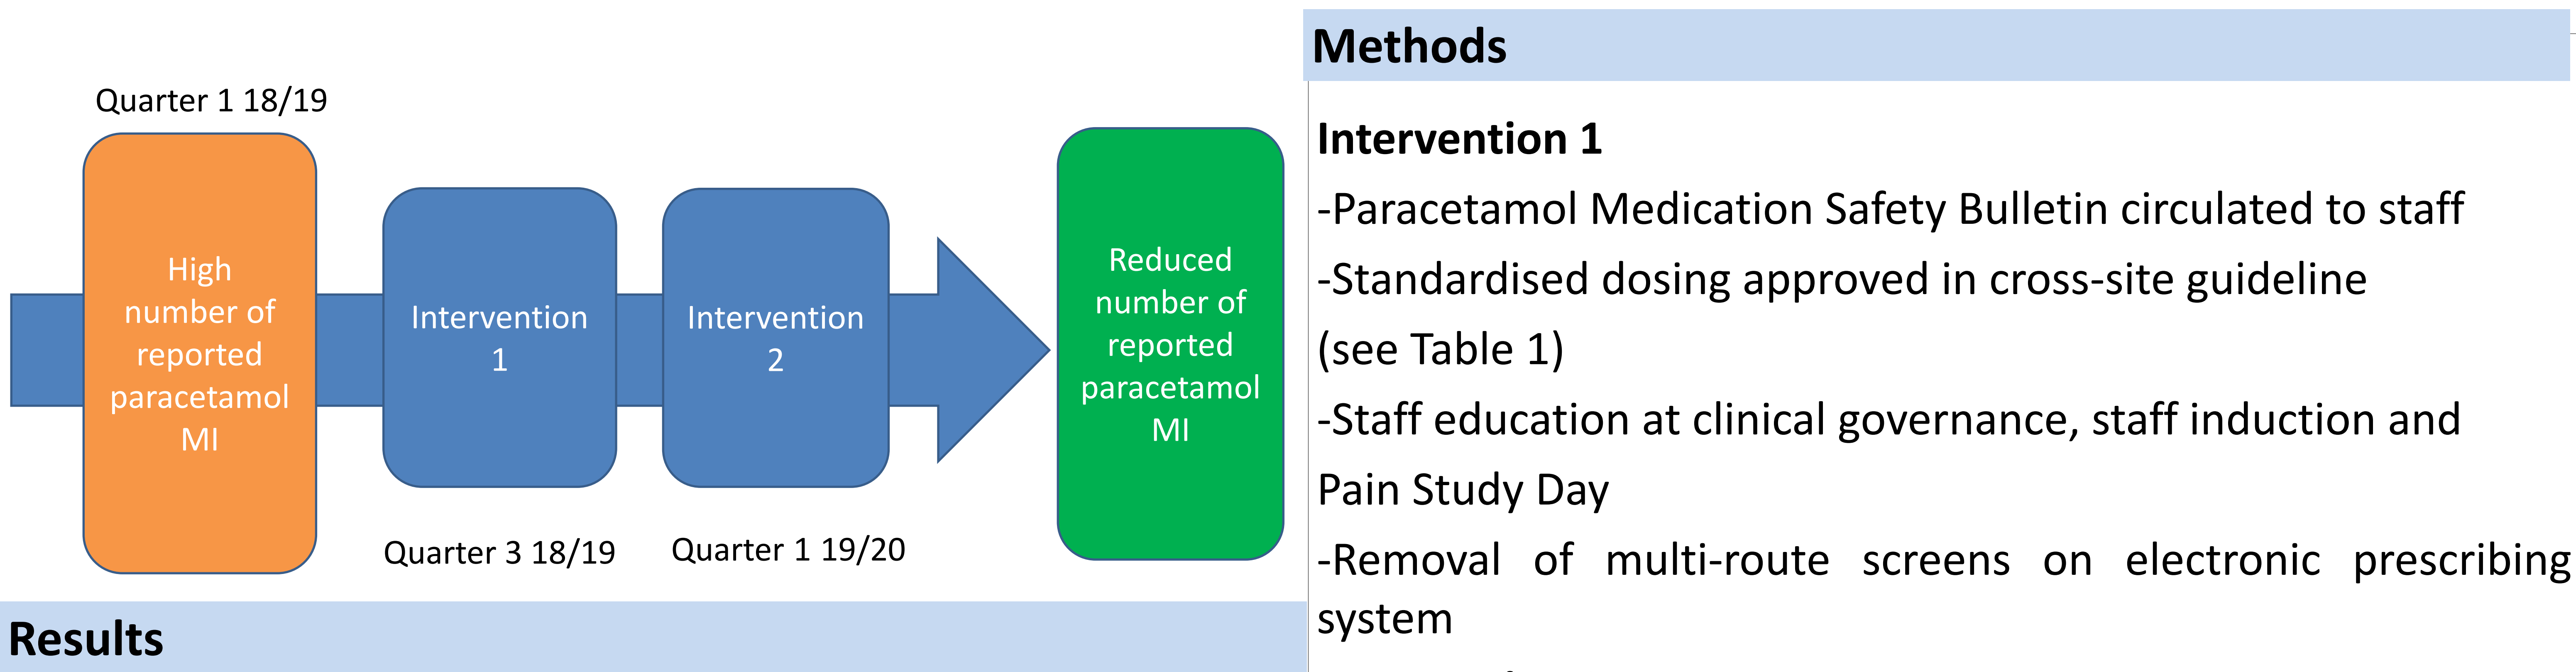 Quarter 1 18/19
High
number of
reported
paracetamol
MI
Intervention
1
Quarter 3 18/19
Intervention
2
Quarter 1 19/20
Reduced
number of
reported
paracetamol
MI
Results
Methods
Intervention 1
-Paracetamol Medication Safety Bulletin circulated to staff
-Standardised dosing approved in cross-site guideline
(see Table 1)
-Staff education at clinical governance, staff induction and
Pain Study Day
-Removal of multi-route screens on electronic prescribing
system